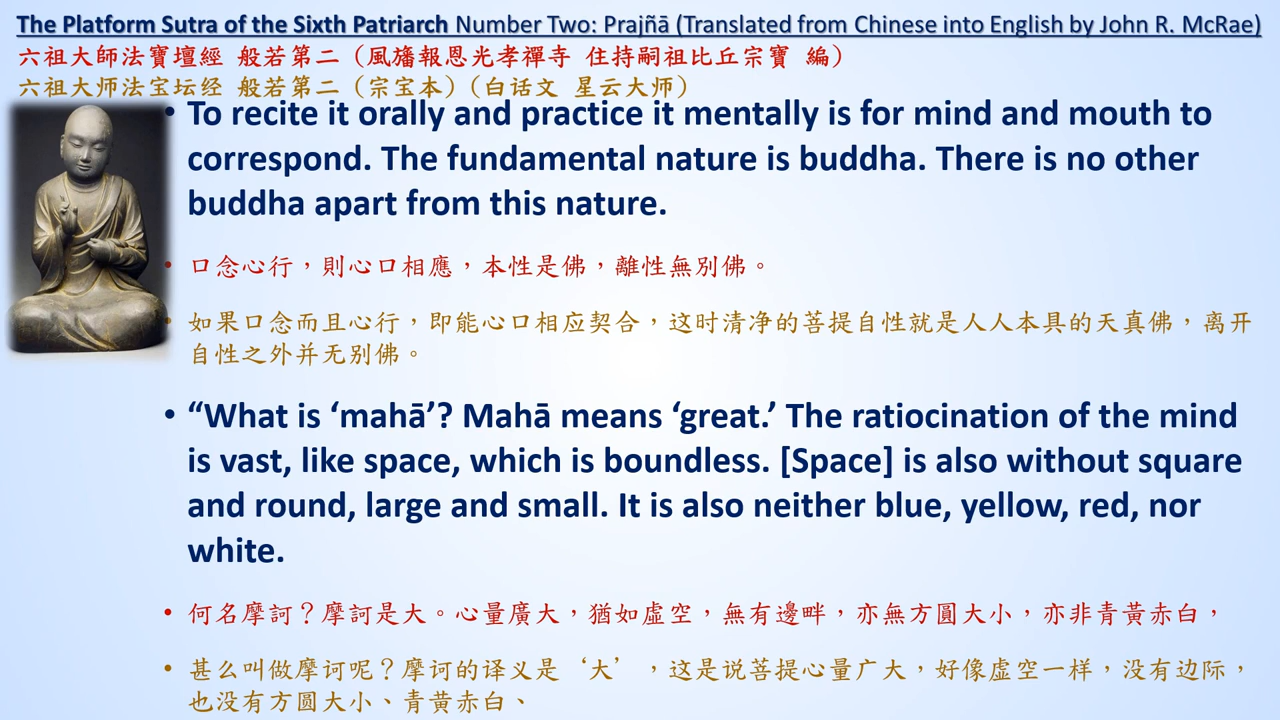 The Platform Sutra of the Sixth Patriarch Number Two: Prajñā (Translated from Chinese into English by John R. McRae)
六祖大師法寶壇經 般若第二（風旛報恩光孝禪寺 住持嗣祖比丘宗寶 編）
六祖大师法宝坛经 般若第二（宗宝本）（白话文 星云大师）
• To recite it orally and practice it mentally is for mind and mouth to
correspond. The fundamental nature is buddha. There is no other
buddha apart from this nature.
• 口念心行，則心口相應，本性是佛，離性無別佛。
• 如果口念而且心行，即能心口相应契合，这时清净的菩提自性就是人人本具的天真佛，离开
自性之外并无别佛。
• “What is ‘mahā’? Mahā means ‘great.’ The ratiocination of the mind
is vast, like space, which is boundless. [Space] is also without square
and round, large and small. It is also neither blue, yellow, red, nor
white.
• 何名摩訶？摩訶是大。心量廣大，猶如虛空，無有邊畔，亦無方圓大小，亦非青黃赤白，
• 甚么叫做摩诃呢？摩诃的译义是‘大’，这是说菩提心量广大，好像虚空一样，没有边际，
也没有方圆大小、青黄赤白、